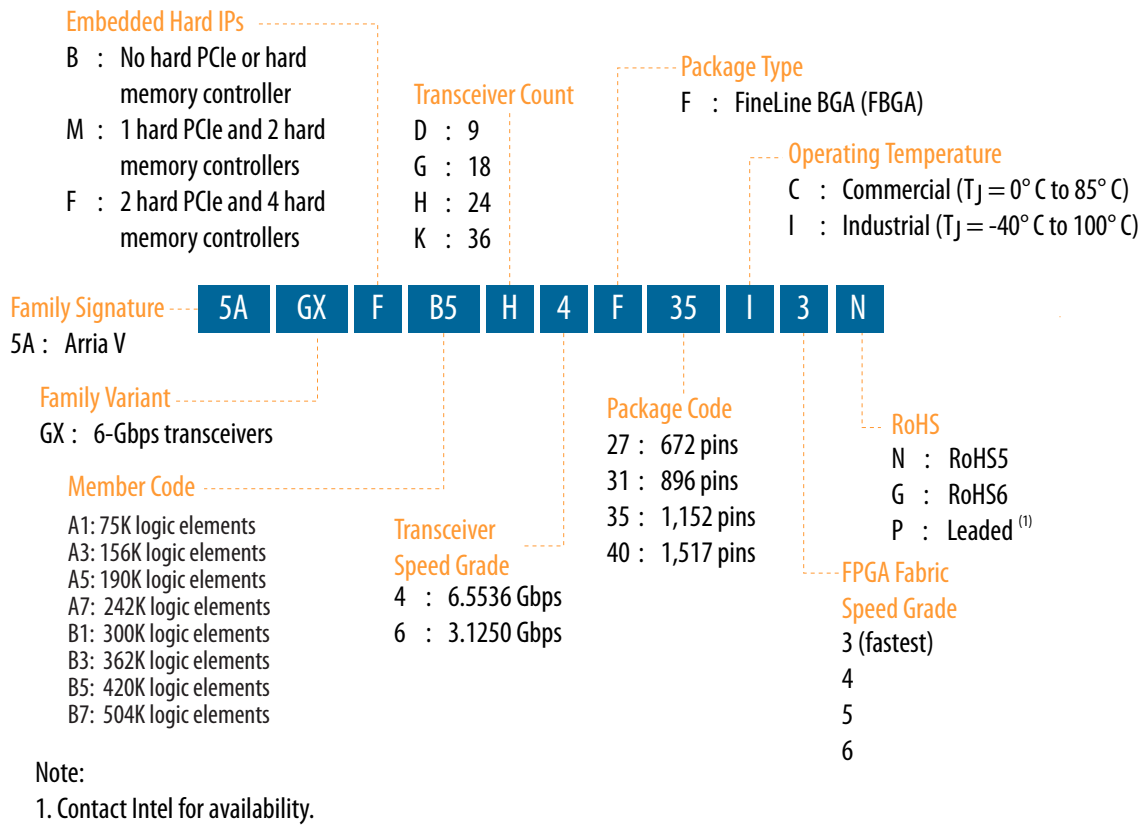 Embedded Hard IPs
B : No hard PCIe or hard
memory controller
M : 1 hard PCIe and 2 hard
memory controllers
F : 2 hard PCIe and 4 hard
memory controllers
Transceiver Count
D : 9
G : 18
H : 24
K : 36
Package Type
F : FineLine BGA (FBGA)
Operating Temperature
C : Commercial (TJ = 0° C to 85° C)
I : Industrial (TJ = -40° C to 100° C)
Family Signature
5A : Arria V
5A GX F B5 H 4 F 35 I 3 N
Family Variant
GX : 6-Gbps transceivers
Member Code
A1: 75K logic elements
A3: 156K logic elements
A5: 190K logic elements
A7: 242K logic elements
B1: 300K logic elements
B3: 362K logic elements
B5: 420K logic elements
B7: 504K logic elements
Transceiver
Speed Grade
4 : 6.5536 Gbps
6 : 3.1250 Gbps
Package Code
27 : 672 pins
31 : 896 pins
35 : 1,152 pins
40 : 1,517 pins
RoHS
N : RoHS5
G : RoHS6
P : Leaded (1)
FPGA Fabric
Speed Grade
3 (fastest)
4
5
6
Note:
1. Contact Intel for availability.